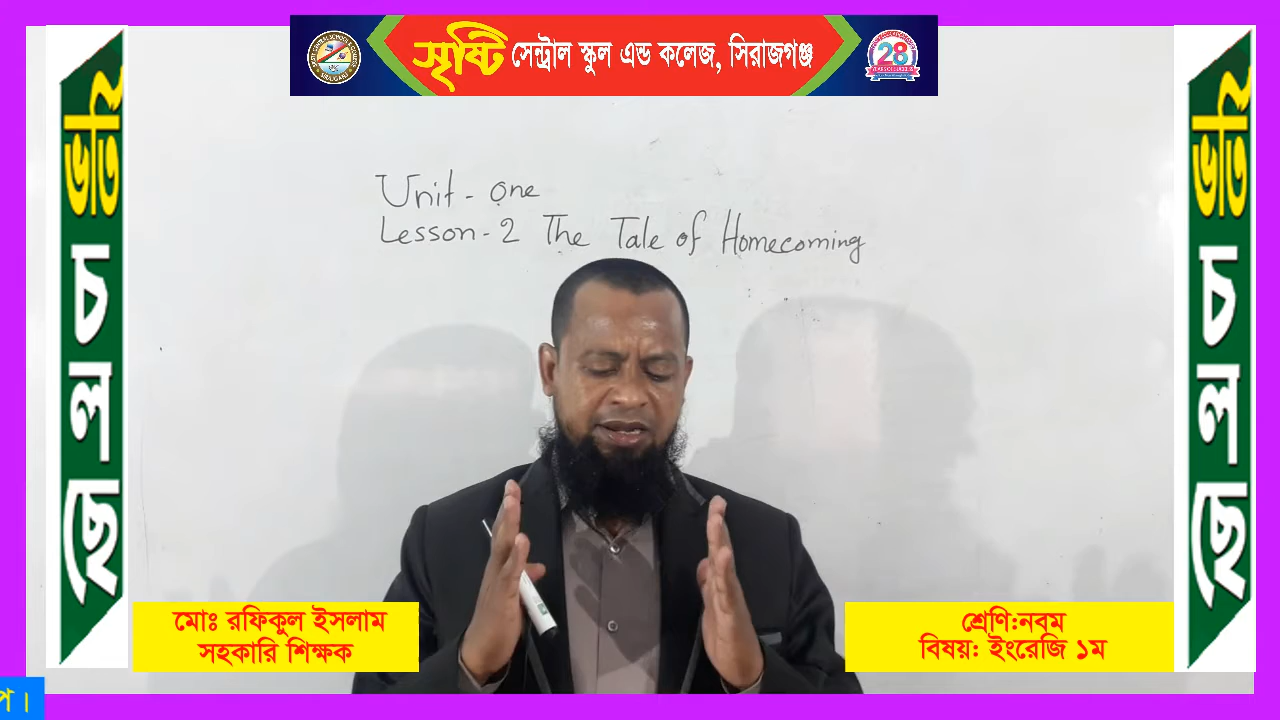 সৃষ্টি সেন্ট্রাল স্কুল এন্ড কলেজ, সিরাজগঞ্জ
28
ভর্তি চলছে
ভর্তি চলছে
Unit - One
Lesson - 2 The Tale of Homecoming
মোঃ রফিকুল ইসলাম
সহকারি শিক্ষক
শ্রেণি:নবম
বিষয়: ইংরেজি ১ম